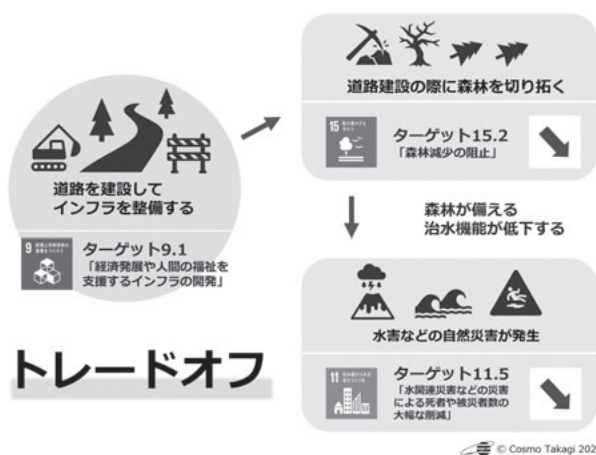 道路を建設して
インフラを整備する
9
ターゲット9.1
「経済発展や人間の福祉を
支援するインフラの開発」
トレードオフ
道路建設の際に森林を切り拓く
15
ターゲット15.2
「森林減少の阻止」
森林が備える
治水機能が低下する
水害などの自然災害が発生
11
ターゲット11.5
「水関連災害などの災害
による死者や被災者数の
大幅な削減」
© Cosmo Takagi 202